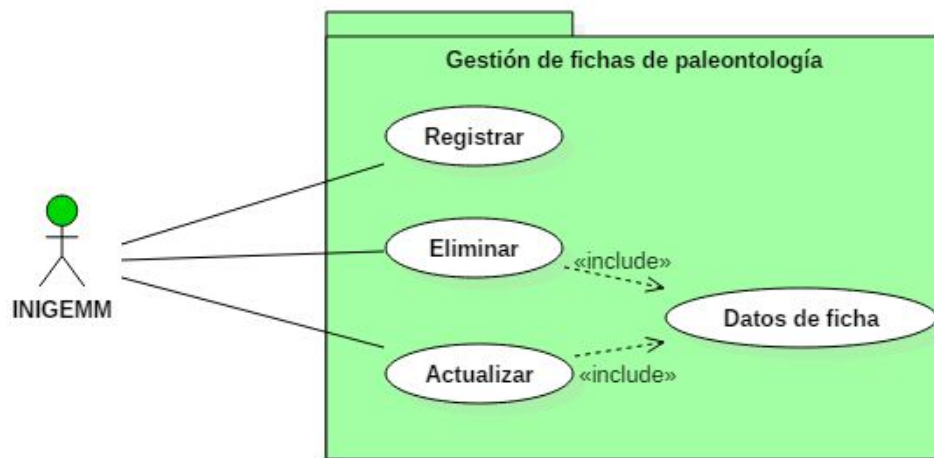 Gestión de fichas de paleontología
Registrar
Eliminar
«include»
INIGEMM
Datos de ficha
Actualizar
«include»